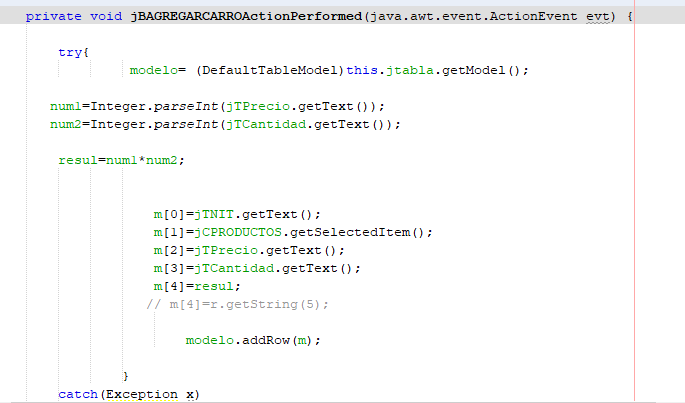 private void jBAGREGARCARROActionPerformed(java.awt.event.ActionEvent evt) {
try{
modelo= (DefaultTableModel)this.jtabla.getModel();
num1=Integer.parseInt(jTPrecio.getText());
num2=Integer.parseInt(jTCantidad.getText());
resul=num1*num2;
m[0]=jTNIT.getText();
m[1]=jCPRODUCTOS.getSelectedItem();
m[2]=jTPrecio.getText();
m[3]=jTCantidad.getText();
m[4]=resul;
// m[4]=r.getString(5);
modelo.addRow(m);
}
catch(Exception x)